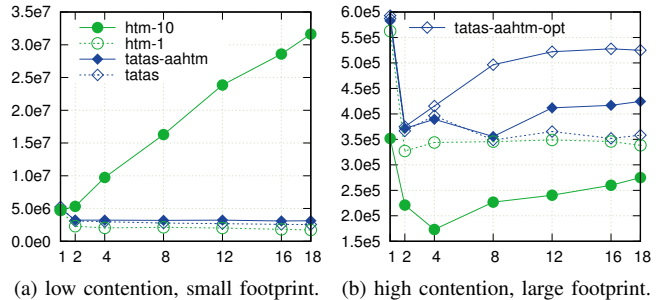 3.5e7
3.0e7
2.5e7
2.0e7
1.5e7
1.0e7
5.0e6
0.0e0
htm-10
htm-1
tatas-aahtm
tatas
1 2 4 8 12 16 18
(a) low contention, small footprint.
6.0e5
5.5e5
5.0e5
4.5e5
4.0e5
3.5e5
3.0e5
2.5e5
2.0e5
1.5e5
tatas-aahtm-opt
1 2 4 8 12 16 18
(b) high contention, large footprint.